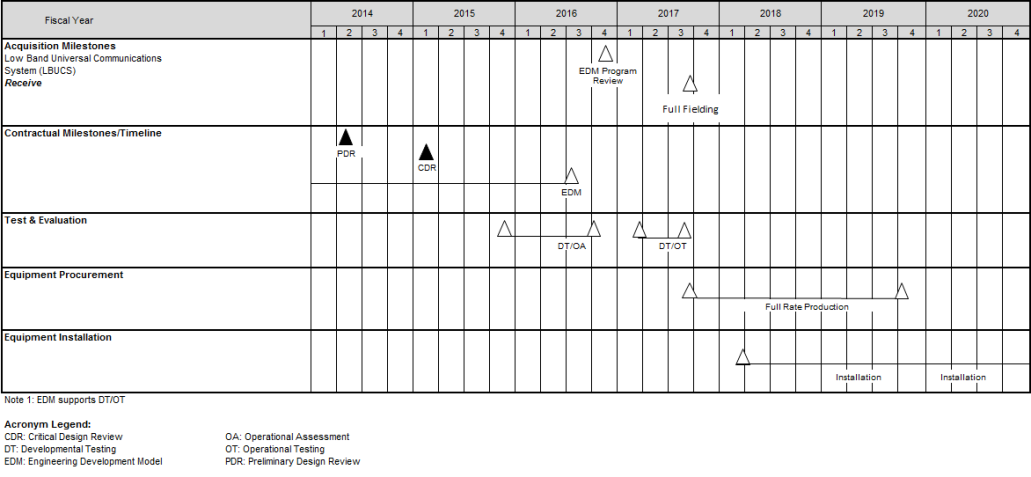 Fiscal Year
2014 2015 2016 2017 2018 2019 2020
1 2 3 4 1 2 3 4 1 2 3 4 1 2 3 4 1 2 3 4 1 2 3 4 1 2 3 4
Acquisition Milestones
Low Band Universal Communications
System (LBUCS)
Receive
EDM Program
Review
Full Fielding
Contractual Milestones/Timeline
PDR
CDR
EDM
Test & Evaluation
DT/OA
DT/OT
Equipment Procurement
Full Rate Production
Equipment Installation
Installation
Installation
Note 1: EDM supports DT/OT
Acronym Legend:
CDR: Critical Design Review
DT: Developmental Testing
EDM: Engineering Development Model
OA: Operational Assessment
OT: Operational Testing
PDR: Preliminary Design Review